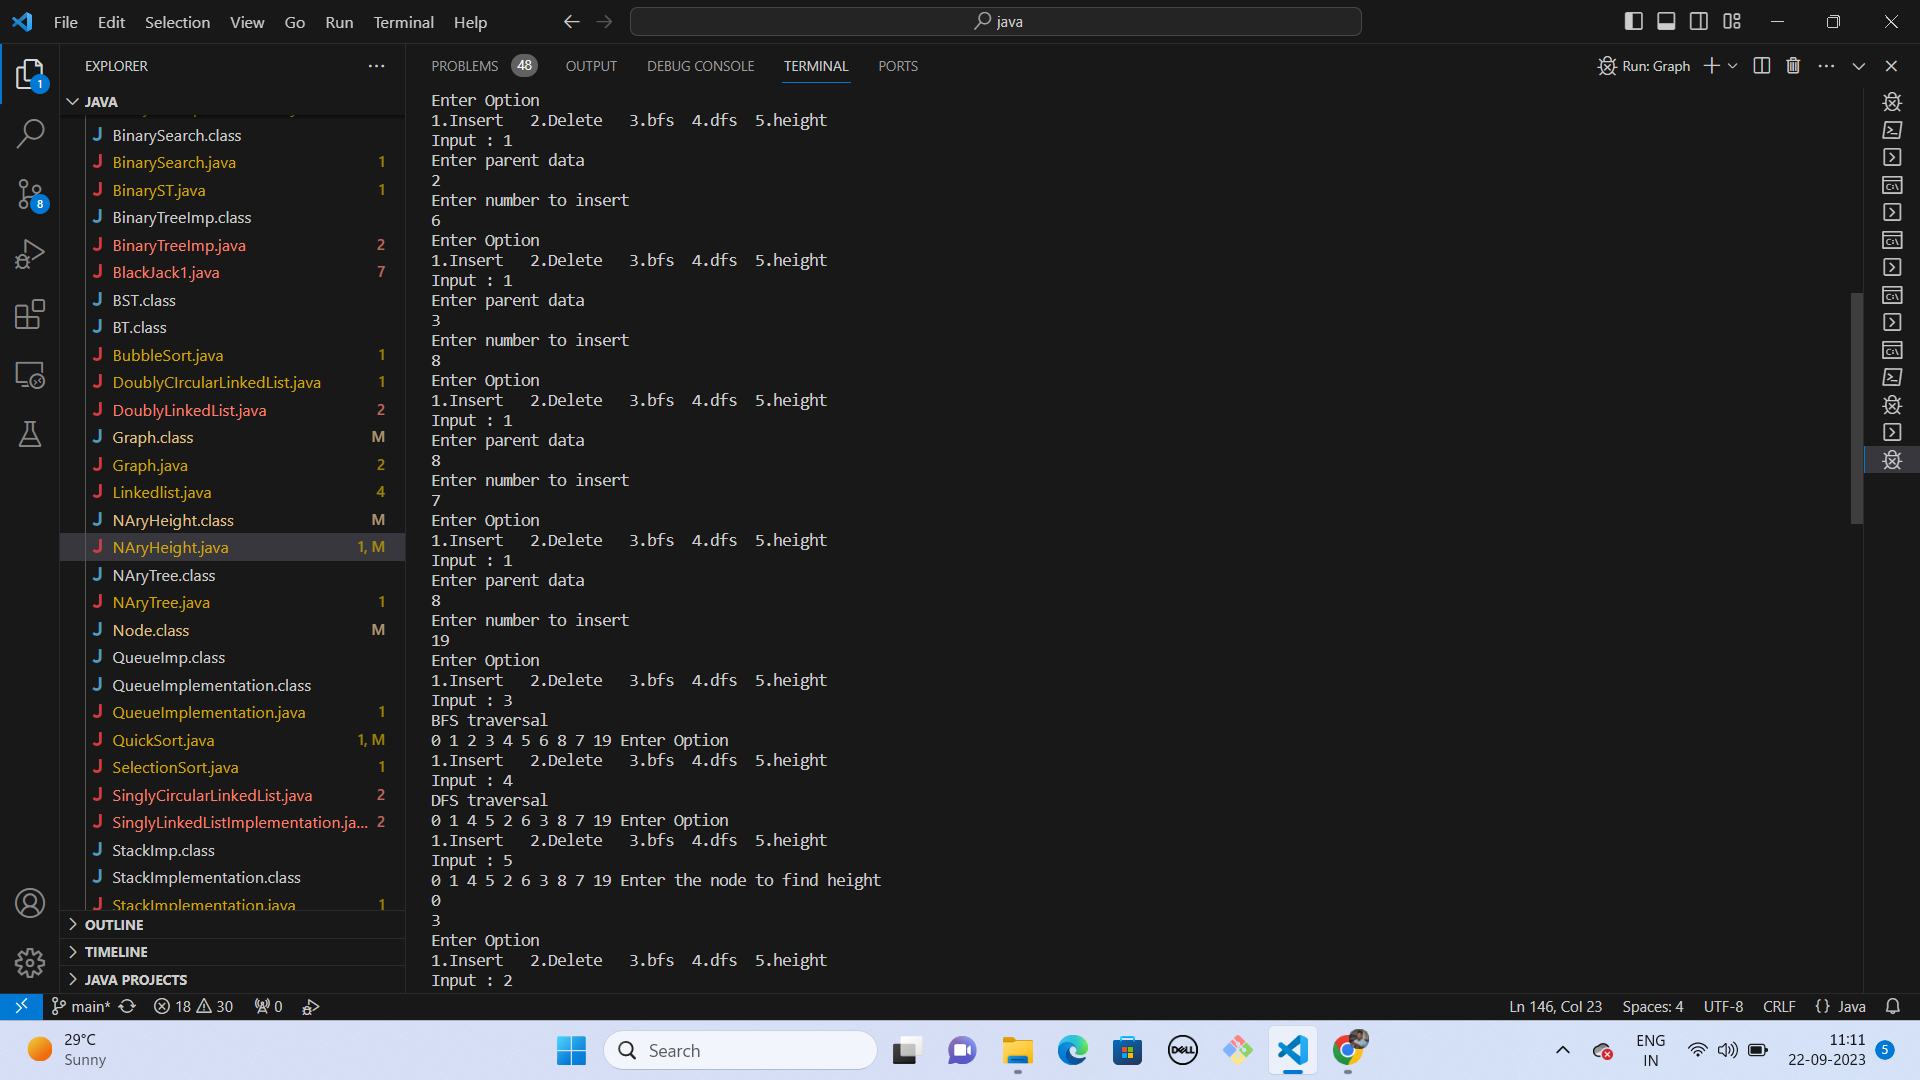 File Edit Selection View Go Run Terminal Help java
EXPLORER
PROBLEMS 48 OUTPUT DEBUG CONSOLE TERMINAL PORTS Run: Graph
JAVA
BinarySearch.class
BinarySearch.java 1
BinaryST.java 1
BinaryTreeImp.class
BinaryTreeImp.java 2
BlackJack1.java 7
BST.class
BT.class
BubbleSort.java 1
DoublyCIrcularLinkedList.java 1
DoublyLinkedList.java 2
Graph.class M
Graph.java 2
Linkedlist.java 4
NAryHeight.class M
NAryHeight.java 1, M
NAryTree.class
NAryTree.java 1
Node.class M
QueueImp.class
QueueImplementation.class
QueueImplementation.java 1
QuickSort.java 1, M
SelectionSort.java 1
SinglyCircularLinkedList.java 2
SinglyLinkedListImplementation.ja... 2
StackImp.class
StackImplementation.class
StackImplementation.java 1
OUTLINE
TIMELINE
JAVA PROJECTS
1
8
Enter Option
1.Insert 2.Delete 3.bfs 4.dfs 5.height
Input : 1
Enter parent data
2
Enter number to insert
6
Enter Option
1.Insert 2.Delete 3.bfs 4.dfs 5.height
Input : 1
Enter parent data
3
Enter number to insert
8
Enter Option
1.Insert 2.Delete 3.bfs 4.dfs 5.height
Input : 1
Enter parent data
8
Enter number to insert
7
Enter Option
1.Insert 2.Delete 3.bfs 4.dfs 5.height
Input : 1
Enter parent data
8
Enter number to insert
19
Enter Option
1.Insert 2.Delete 3.bfs 4.dfs 5.height
Input : 3
BFS traversal
0 1 2 3 4 5 6 8 7 19 Enter Option
1.Insert 2.Delete 3.bfs 4.dfs 5.height
Input : 4
DFS traversal
0 1 4 5 2 6 3 8 7 19 Enter Option
1.Insert 2.Delete 3.bfs 4.dfs 5.height
Input : 5
0 1 4 5 2 6 3 8 7 19 Enter the node to find height
0
3
Enter Option
1.Insert 2.Delete 3.bfs 4.dfs 5.height
Input : 2
main* 18 30 0 Ln 146, Col 23 Spaces: 4 UTF-8 CRLF {} Java
29°C
Sunny
Search
DELL
ENG
IN
11:11
22-09-2023
5